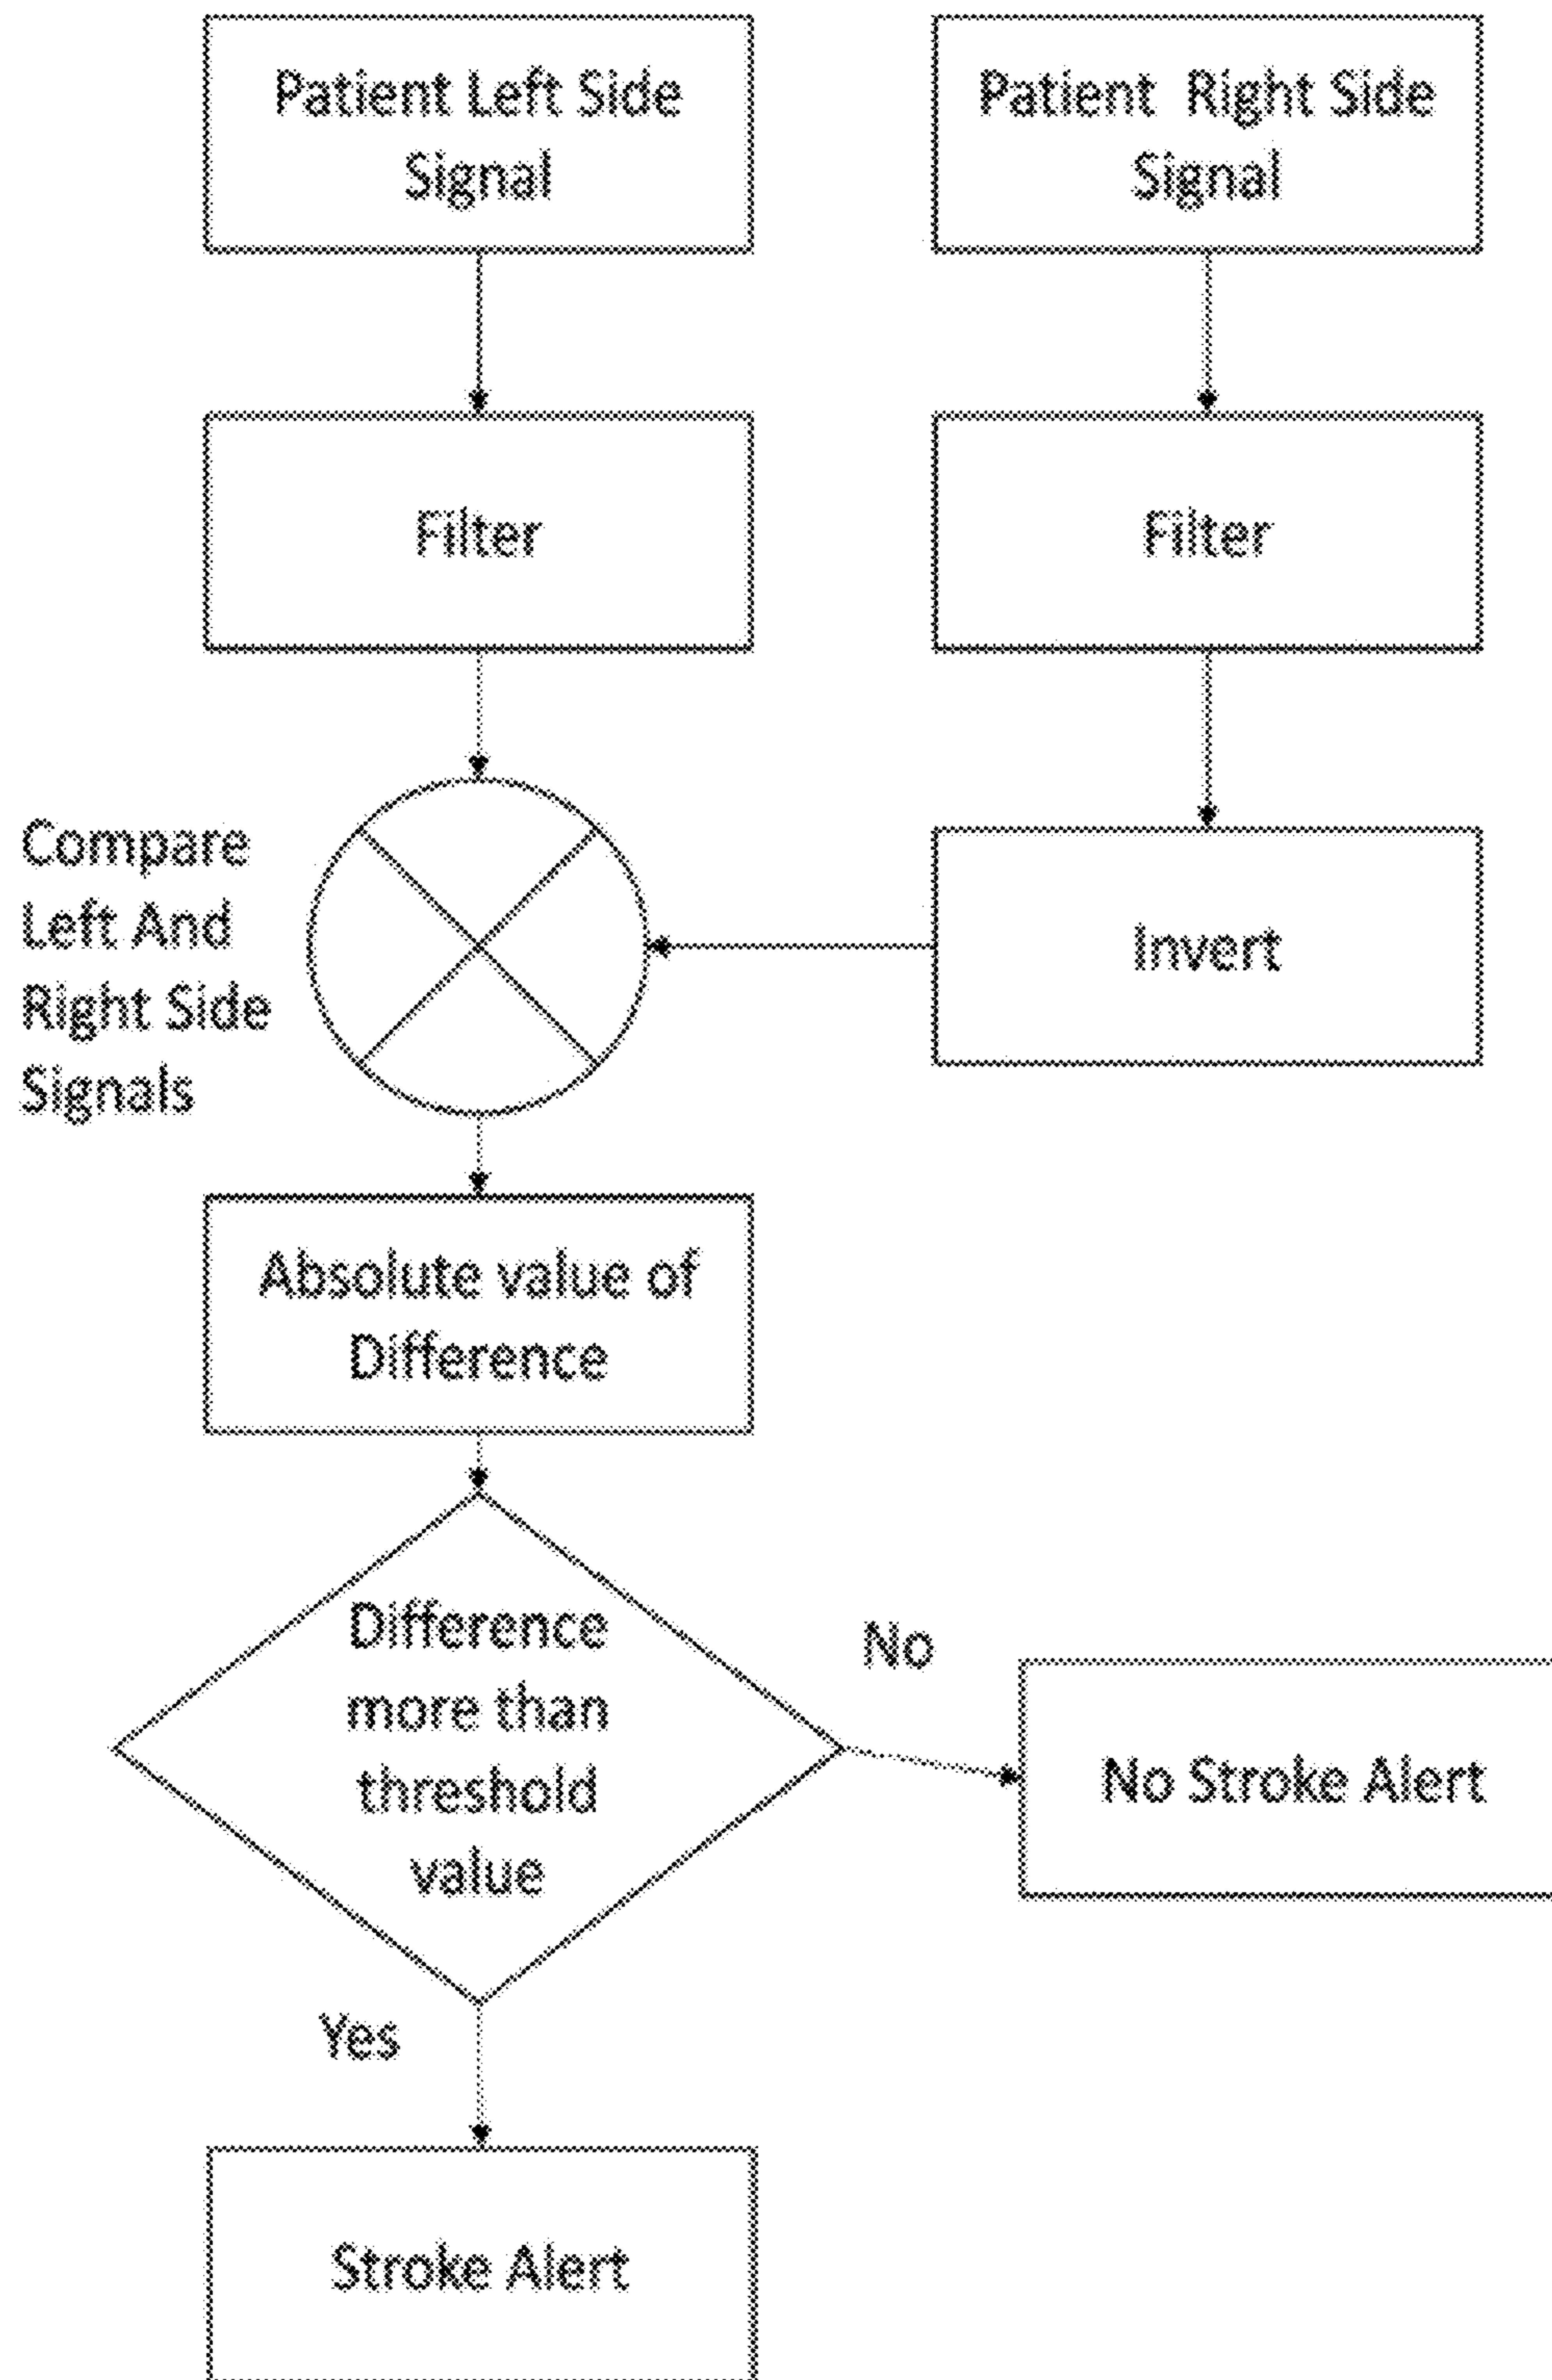 Patient Left Side
Signal
Patient Right Side
Signal
Filter
Filter
Compare
Left And
Right Side
Signals
Invert
Absolute value of
Difference
Difference
more than
threshold
value
No
No Stroke Alert
Yes
Stroke Alert